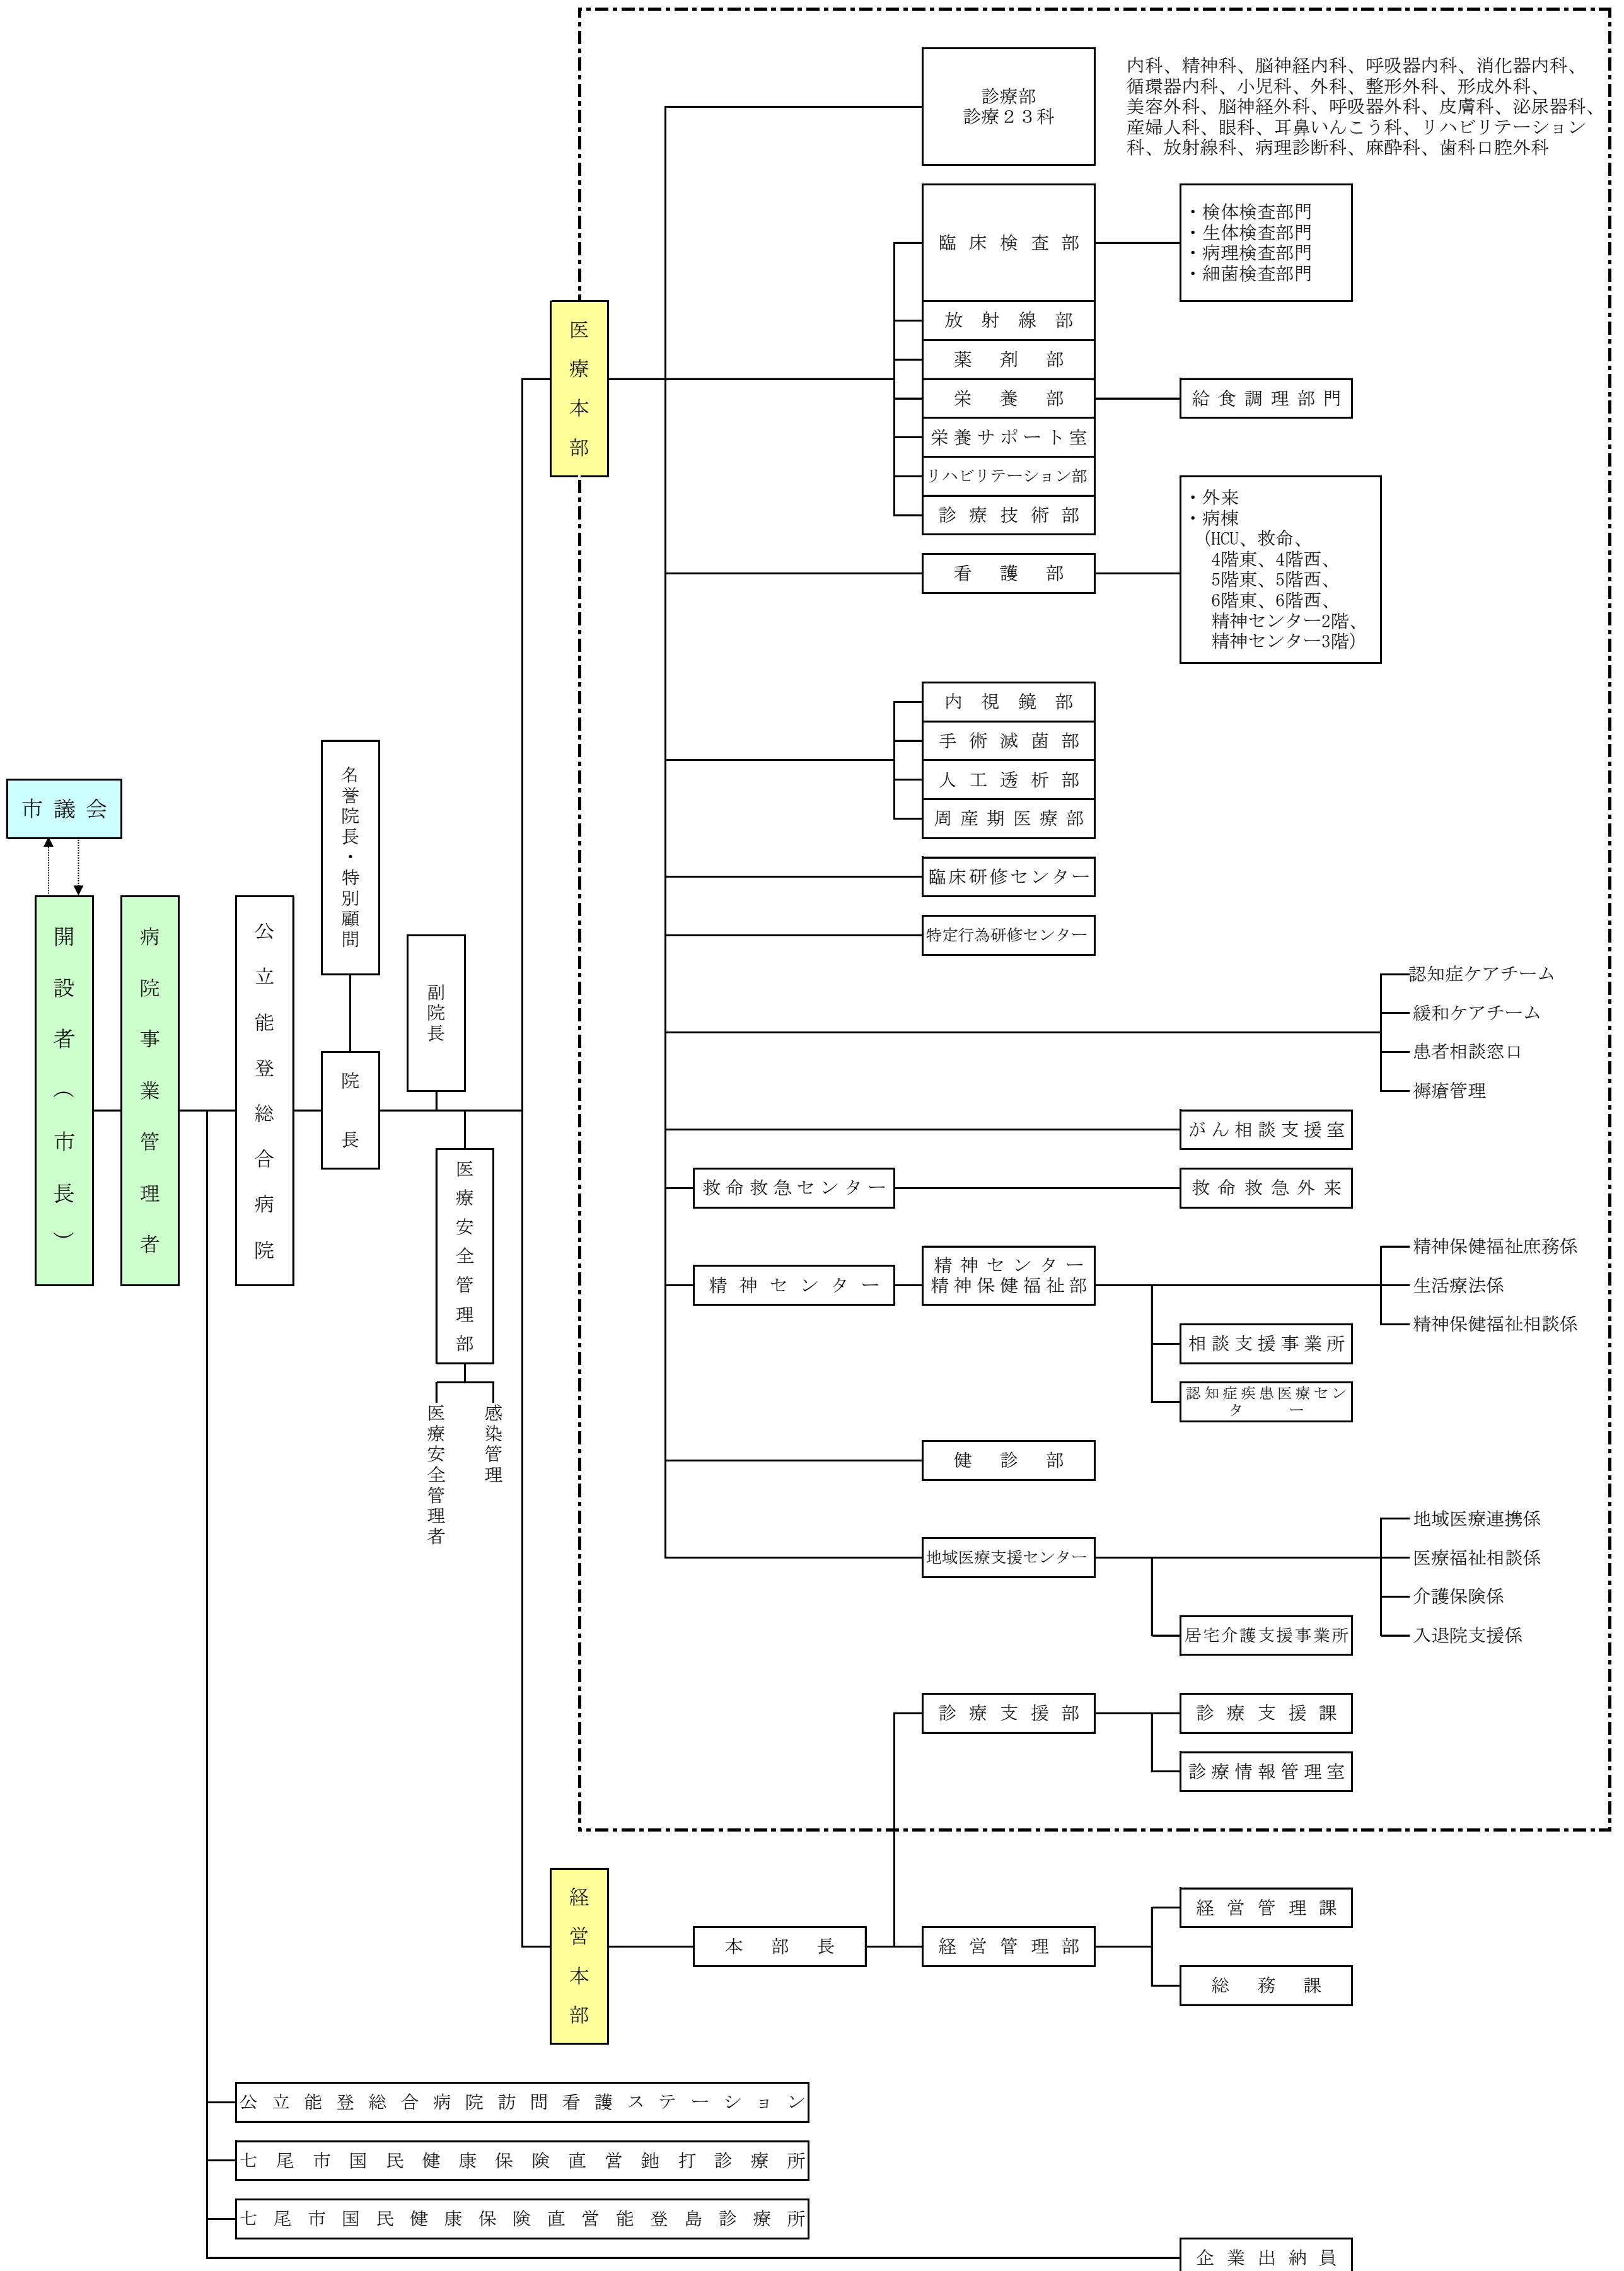 市議会
開設者（市長）
病院事業管理者
公立能登総合病院
名誉院長・特別顧問
院長
副院長
医療安全管理部
医療安全管理者
感染管理
医療本部
診療部
診療２３科
内科、精神科、脳神経内科、呼吸器内科、消化器内科、
循環器内科、小児科、外科、整形外科、形成外科、
美容外科、脳神経外科、呼吸器外科、皮膚科、泌尿器科、
産婦人科、眼科、耳鼻いんこう科、リハビリテーション
科、放射線科、病理診断科、麻酔科、歯科口腔外科
臨床検査部
・検体検査部門
・生体検査部門
・病理検査部門
・細菌検査部門
放射線部
薬剤部
栄養部
給食調理部門
栄養サポート室
リハビリテーション部
診療技術部
看護部
・外来
・病棟
（HCU、救命、
4階東、4階西、
5階東、5階西、
6階東、6階西、
精神センター2階、
精神センター3階）
内視鏡部
手術滅菌部
人工透析部
周産期医療部
臨床研修センター
特定行為研修センター
認知症ケアチーム
緩和ケアチーム
患者相談窓口
褥瘡管理
がん相談支援室
救命救急センター
救命救急外来
精神センター
精神センター
精神保健福祉部
精神保健福祉庶務係
生活療法係
精神保健福祉相談係
相談支援事業所
認知症疾患医療セン
ター
健診部
地域医療支援センター
地域医療連携係
医療福祉相談係
介護保険係
入退院支援係
居宅介護支援事業所
診療支援部
診療支援課
診療情報管理室
経営本部
本部長
経営管理部
経営管理課
総務課
公立能登総合病院訪問看護ステーション
七尾市国民健康保険直営釶打診療所
七尾市国民健康保険直営能登島診療所
企業出納員